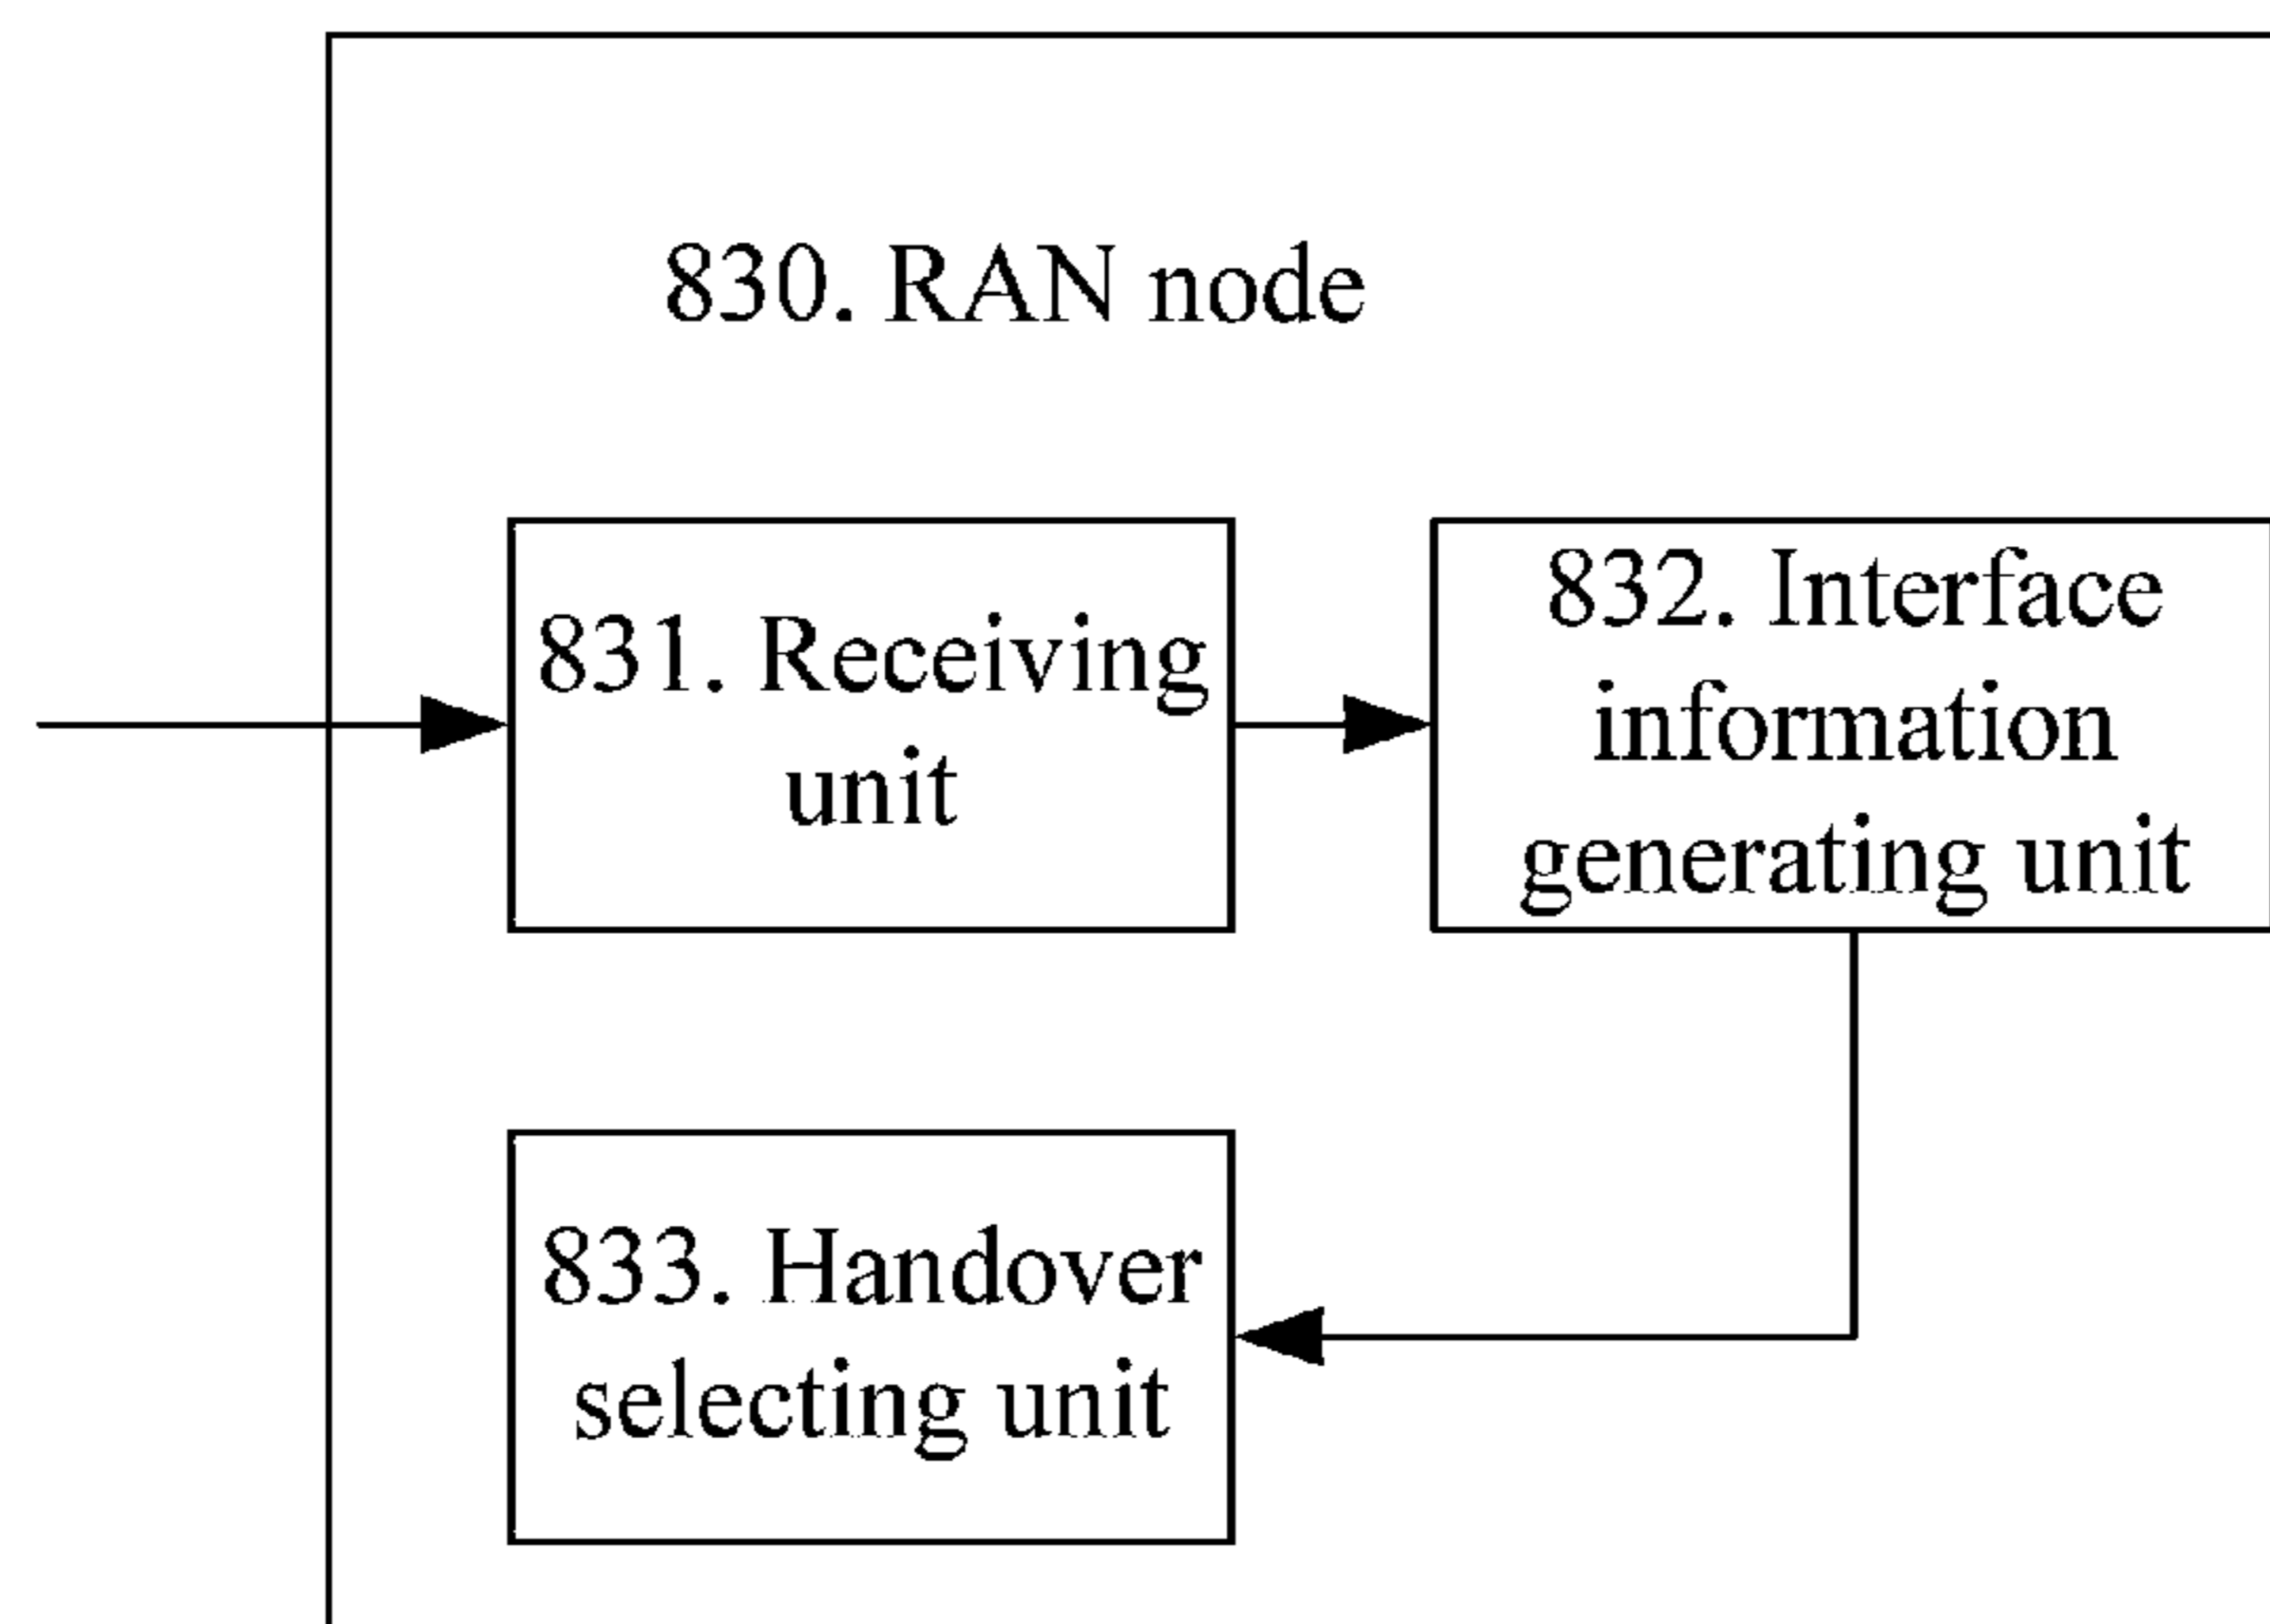 830. RAN node
831. Receiving
unit
832. Interface
information
generating unit
833. Handover
selecting unit